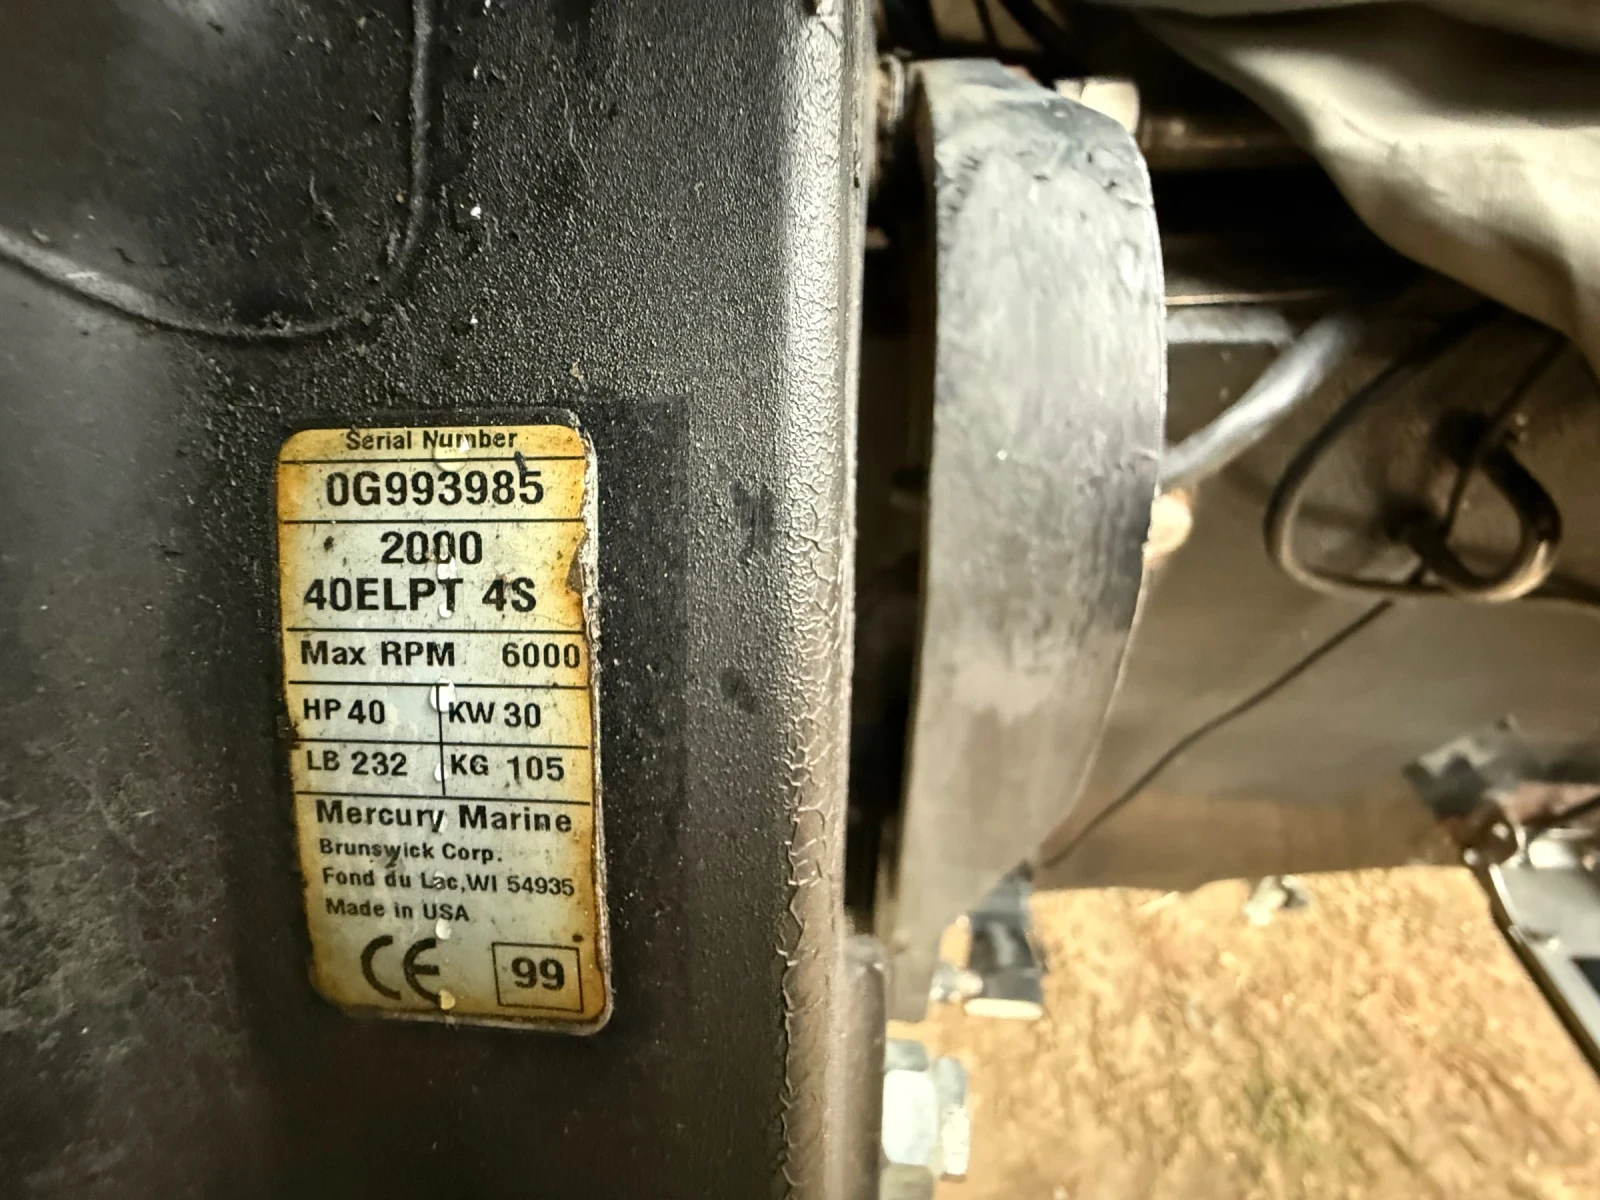 Serial Number
0G993985
2000
40ELPT 4S
Max RPM 6000
HP 40 KW 30
LB 232 KG 105
Mercury Marine
Brunswick Corp.
Fond du Lac, WI 54935
Made in USA
CE 99